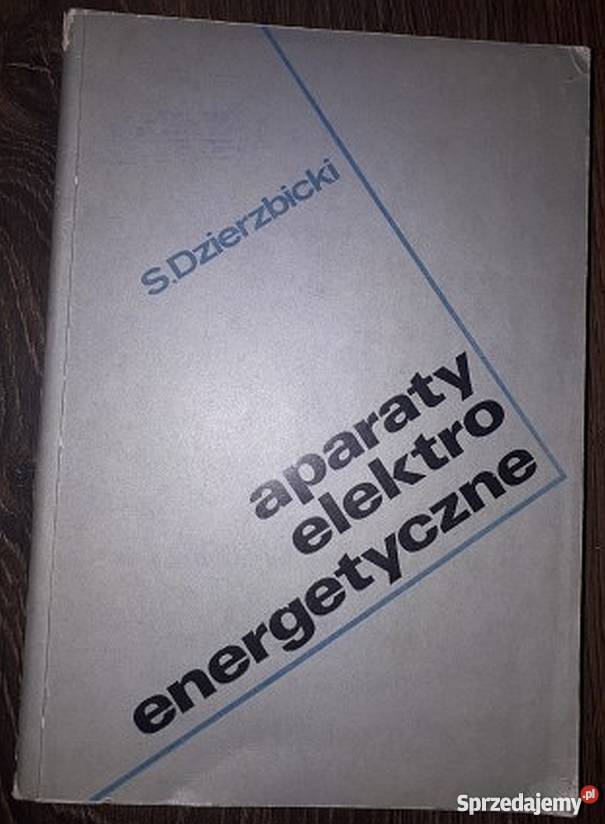 S.Dzierzbicki
aparaty
elektro
energetyczne
Sprzedajemy.pl